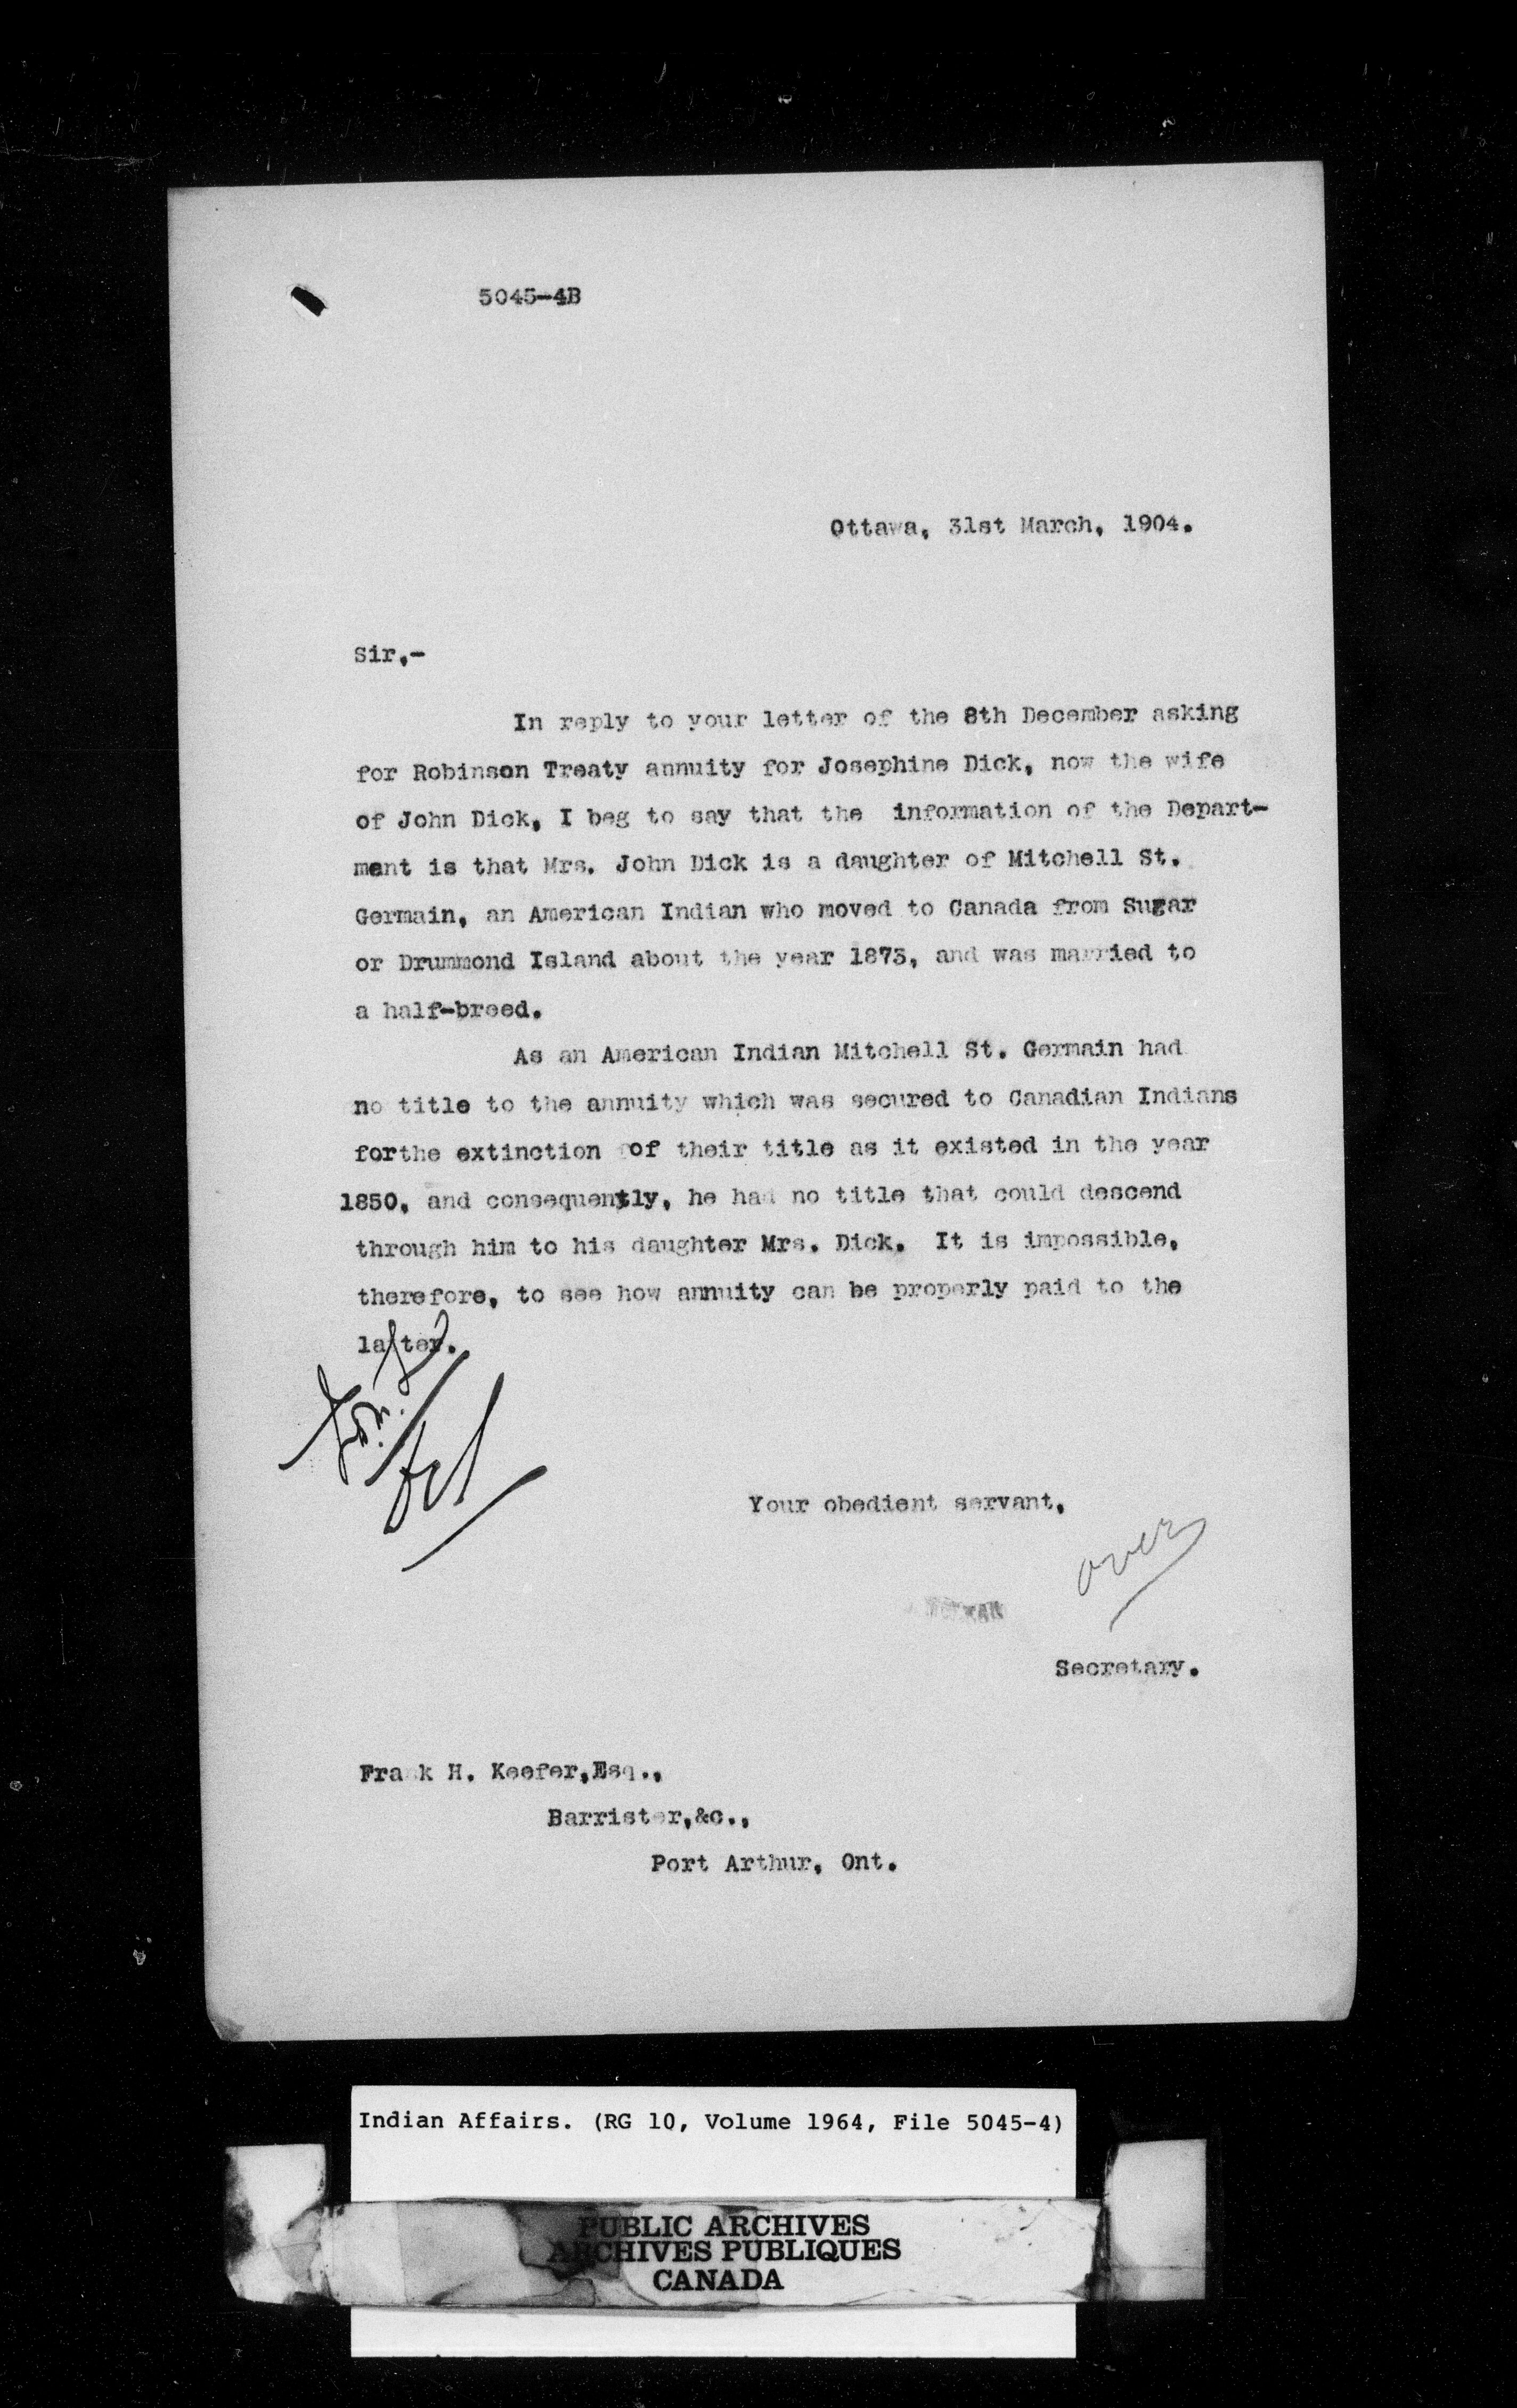 5045-4B
Ottawa, 31st March, 1904.
Sir,-
In reply to your letter of the 8th December asking
for Robinson Treaty annuity for Josephine Dick, now the wife
of John Dick, I beg to say that the information of the Depart-
ment is that Mrs. John Dick is a daughter of Mitchell St.
Germain, an American Indian who moved to Canada from Sugar
or Drummond Island about the year 1873, and was married to
a half-breed.
As an American Indian Mitchell St. Germain had
no title to the annuity which was secured to Canadian Indians
forthe extinction of their title as it existed in the year
1850, and consequently, he had no title that could descend
through him to his daughter Mrs. Dick. It is impossible,
therefore, to see how annuity can be properly paid to the
latter.
Your obedient servant,
over
Secretary.
Frank H. Keefer,Esq.,
Barrister,&c.,
Port Arthur, Ont.
Indian Affairs. (RG 10, Volume 1964, File 5045-4)
PUBLIC ARCHIVES
ARCHIVES PUBLIQUES
CANADA